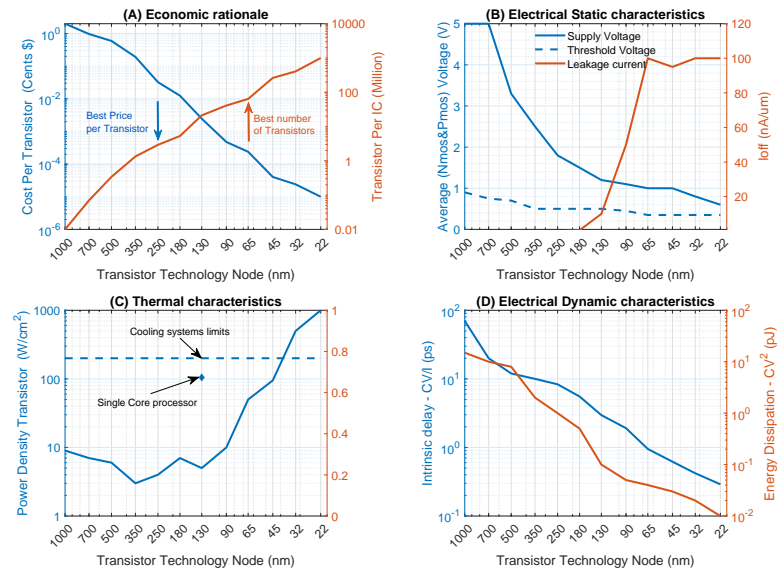 (A) Economic rationale
Cost Per Transistor (Cents $)
10^0
10^-2
10^-4
10^-6
Best Price
per Transistor
Best number
of Transistors
10000
100
1
0.01
Transistor Per IC (Million)
1000 700 500 350 250 180 130 90 65 45 32 22
Transistor Technology Node (nm)
(B) Electrical Static characteristics
Average (Nmos&Pmos) Voltage (V)
5
4
3
2
1
0
Supply Voltage
Threshold Voltage
Leakage current
120
100
80
60
40
20
Ioff (nA/um)
1000 700 500 350 250 180 130 90 65 45 32 22
Transistor Technology Node (nm)
(C) Thermal characteristics
Power Density Transistor (W/cm^2)
1000
100
10
1
Cooling systems limits
Single Core processor
1
0.8
0.6
0.4
0.2
0
1000 700 500 350 250 180 130 90 65 45 32 22
Transistor Technology Node (nm)
(D) Electrical Dynamic characteristics
Intrinsic delay - CV/I (ps)
10^2
10^1
10^0
10^-1
10^2
10^1
10^0
10^-1
10^-2
Energy Dissipation - CV^2 (pJ)
1000 700 500 350 250 180 130 90 65 45 32 22
Transistor Technology Node (nm)